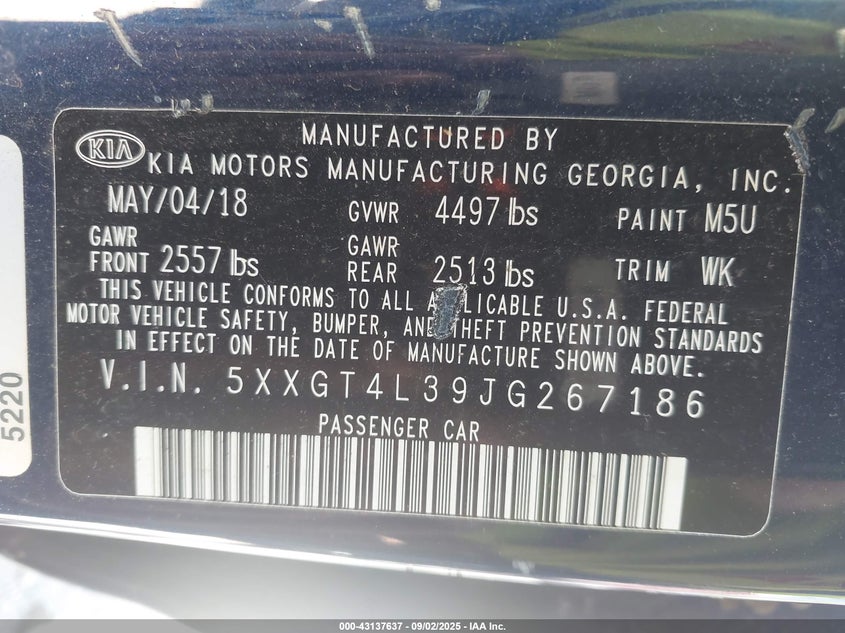 MANUFACTURED BY
KIA KIA MOTORS MANUFACTURING GEORGIA, INC.
MAY/04/18 GVWR 4497 lbs PAINT M5U
GAWR FRONT 2557 lbs GAWR REAR 2513 lbs TRIM WK
THIS VEHICLE CONFORMS TO ALL A LICABLE U.S.A. FEDERAL
MOTOR VEHICLE SAFETY, BUMPER, AND THEFT PREVENTION STANDARDS
IN EFFECT ON THE DATE OF MANUFACTURE SHOWN ABOVE.
V.I.N. 5XXGT4L39JG267186
PASSENGER CAR
5220
000-43137637 - 09/02/2025 - IAA Inc.